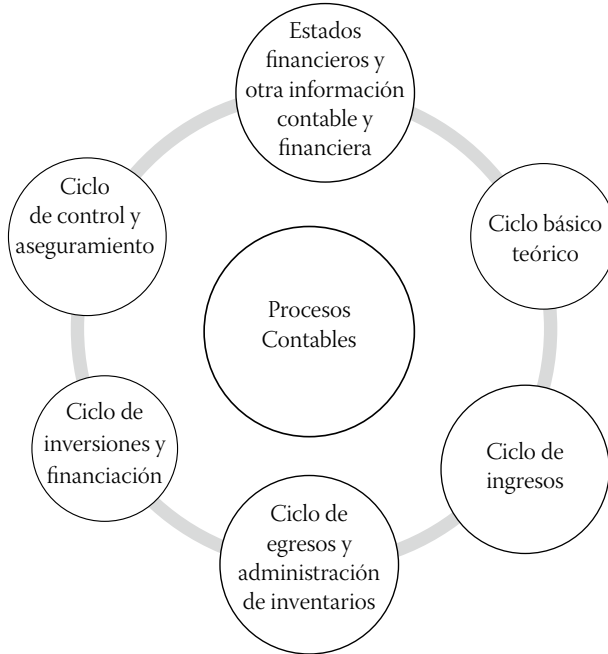 Estados
financieros y
otra información
contable y
financiera
Ciclo
de control y
aseguramiento
Ciclo básico
teórico
Procesos
Contables
Ciclo de
inversiones y
financiación
Ciclo de
ingresos
Ciclo de
egresos y
administración
de inventarios